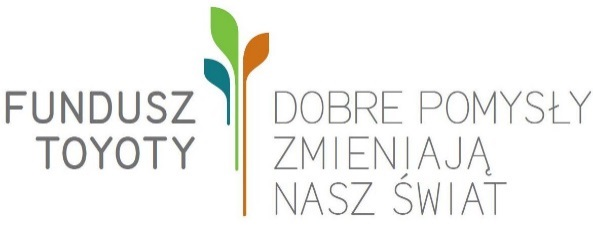 FUNDUSZ
TOYOTY
DOBRE POMYSŁY
ZMIENIAJĄ
NASZ ŚWIAT